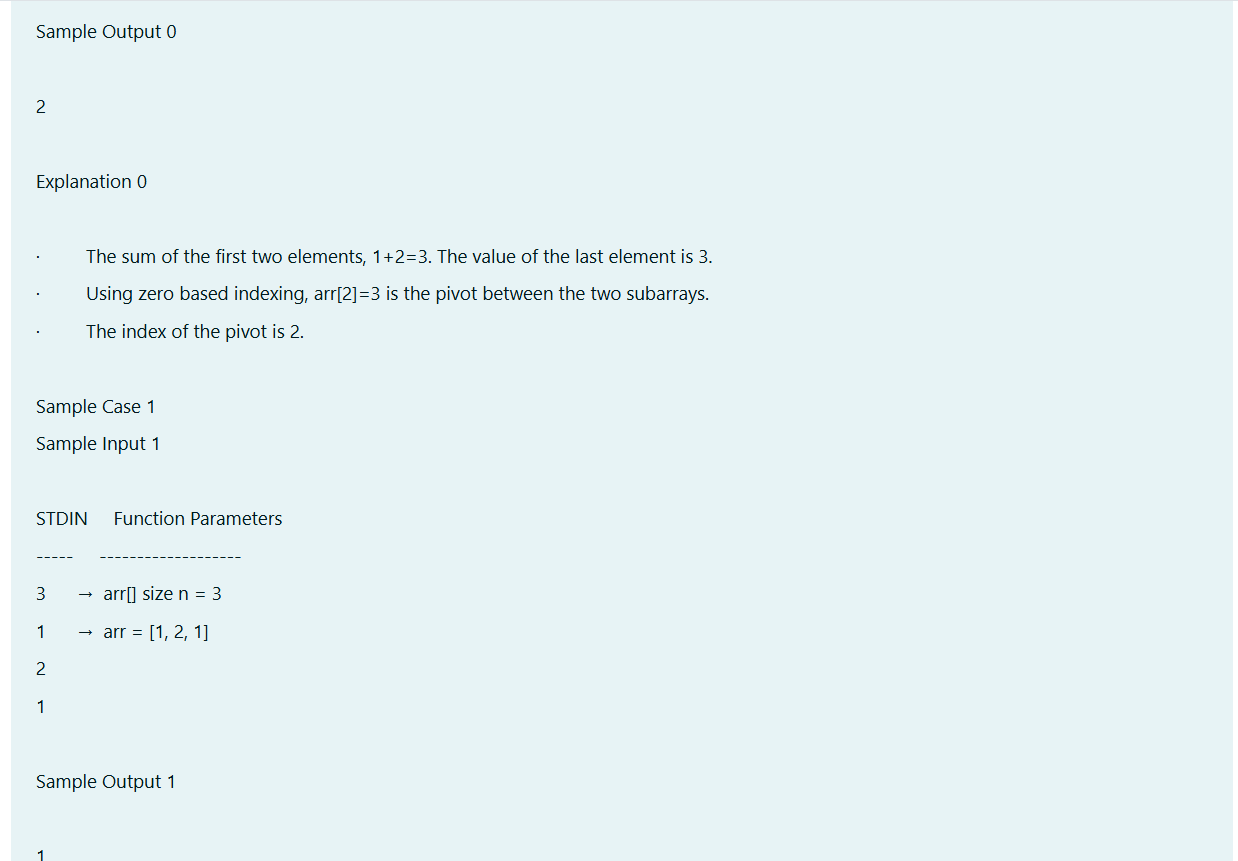 Sample Output 0
2
Explanation 0
· The sum of the first two elements, 1+2=3. The value of the last element is 3.
· Using zero based indexing, arr[2]=3 is the pivot between the two subarrays.
· The index of the pivot is 2.
Sample Case 1
Sample Input 1
STDIN Function Parameters
----- -------------------
3 → arr[] size n = 3
1 → arr = [1, 2, 1]
2
1
Sample Output 1
1